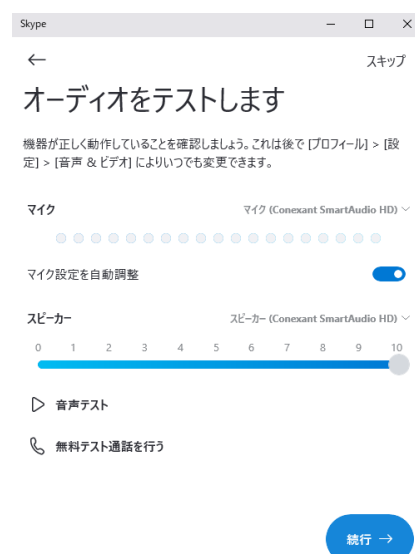 Skype
スキップ
オーディオをテストします
機器が正しく動作していることを確認しましょう。これは後で [プロフィール] > [設
定] > [音声 & ビデオ] によりいつでも変更できます。
マイク マイク (Conexant SmartAudio HD)
マイク設定を自動調整
スピーカー スピーカー (Conexant SmartAudio HD)
0 1 2 3 4 5 6 7 8 9 10
音声テスト
無料テスト通話を行う
続行 →